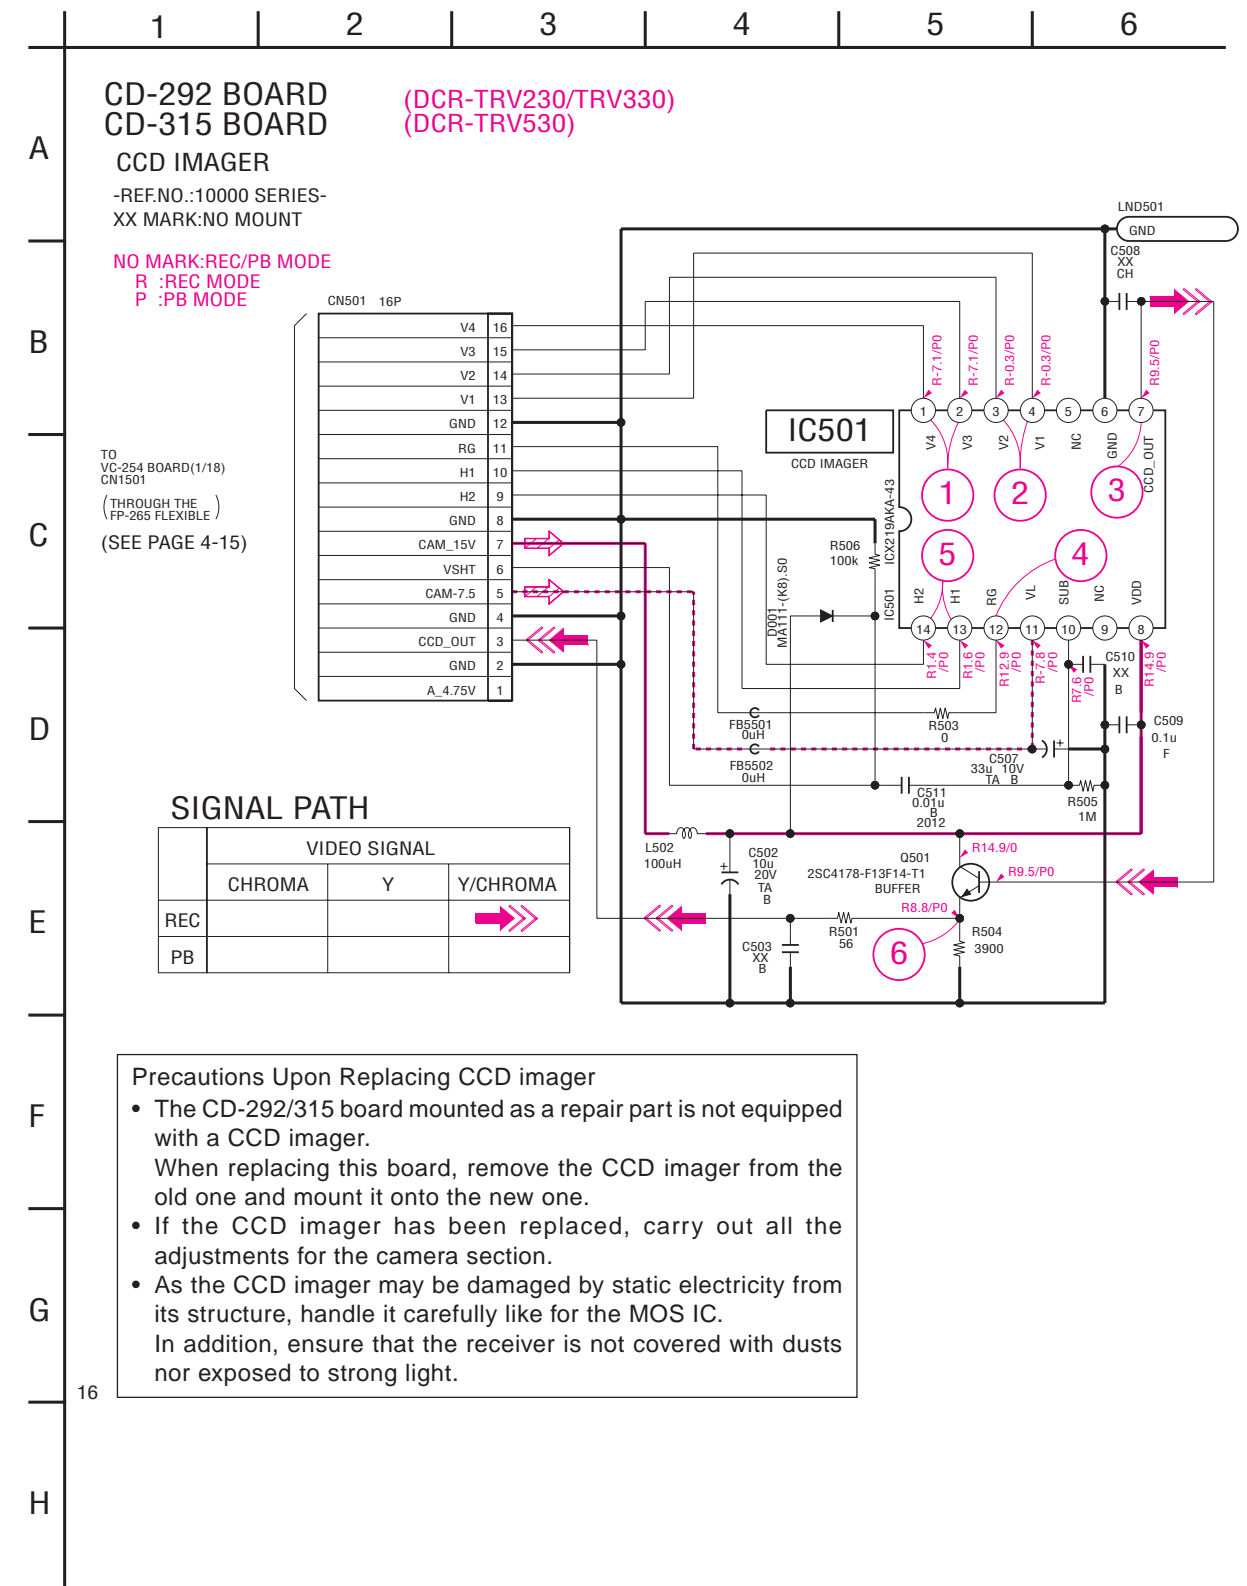 1 2 3 4 5 6
A
B
C
D
E
F
G
H
CD-292 BOARD (DCR-TRV230/TRV330)
CD-315 BOARD (DCR-TRV530)
CCD IMAGER
-REF.NO.:10000 SERIES-
XX MARK:NO MOUNT
NO MARK:REC/PB MODE
R :REC MODE
P :PB MODE
TO
VC-254 BOARD(1/18)
CN1501
(THROUGH THE
FP-265 FLEXIBLE)
(SEE PAGE 4-15)
CN501 16P
V4 16
V3 15
V2 14
V1 13
GND 12
RG 11
H1 10
H2 9
GND 8
CAM_15V 7
VSHT 6
CAM-7.5 5
GND 4
CCD_OUT 3
GND 2
A_4.75V 1
LND501
GND
C508
XX
CH
R-7.1/P0
R-7.1/P0
R-0.3/P0
R-0.3/P0
R9.5/P0
IC501
CCD IMAGER
1 2 3 4 5 6 7
V4 V3 V2 V1 NC GND CCD_OUT
1 2 3
5 4
IC501 ICX219AKA-43
H2 H1 RG VL SUB NC VDD
14 13 12 11 10 9 8
R1.4
/P0
R1.6
/P0
R12.9
/P0
R-7.8
/P0
R7.6
/P0
R14.9
/P0
R506
100k
D001
MA111-(K8).S0
C510
XX
B
C509
0.1u
F
FB5501
0uH
R503
0
FB5502
0uH
C507
33u 10V
TA B
C511
0.01u
B
2012
R505
1M
L502
100uH
C502
10u
20V
TA
B
Q501
2SC4178-F13F14-T1
BUFFER
R14.9/0
R9.5/P0
R8.8/P0
R501
56
6
R504
3900
C503
XX
B
SIGNAL PATH
VIDEO SIGNAL
CHROMA Y Y/CHROMA
REC
PB
Precautions Upon Replacing CCD imager
• The CD-292/315 board mounted as a repair part is not equipped
with a CCD imager.
When replacing this board, remove the CCD imager from the
old one and mount it onto the new one.
• If the CCD imager has been replaced, carry out all the
adjustments for the camera section.
• As the CCD imager may be damaged by static electricity from
its structure, handle it carefully like for the MOS IC.
In addition, ensure that the receiver is not covered with dusts
nor exposed to strong light.
16